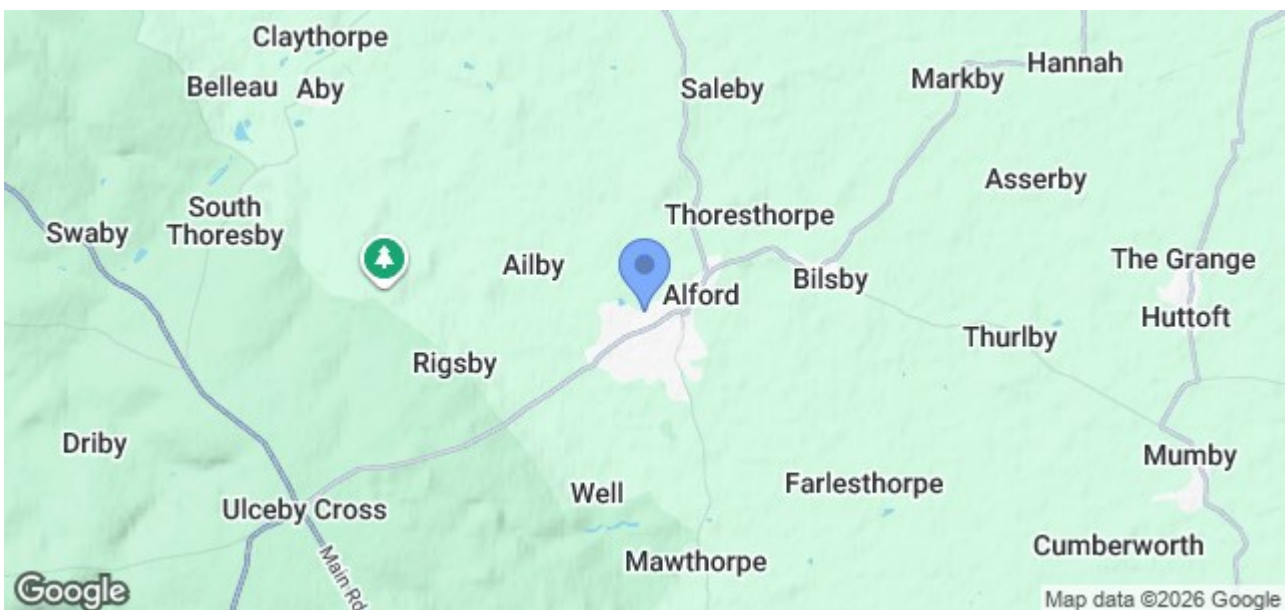 Claythorpe
Belleau
Aby
Saleby
Markby
Hannah
Asserby
South
Thoresby
Swaby
Thoresthorpe
Ailby
Alford
Bilsby
The Grange
Huttoft
Thurlby
Rigsby
Driby
Mumby
Well
Farlesthorpe
Ulceby Cross
Main Rd
Mawthorpe
Cumberworth
Google
Map data ©2026 Google